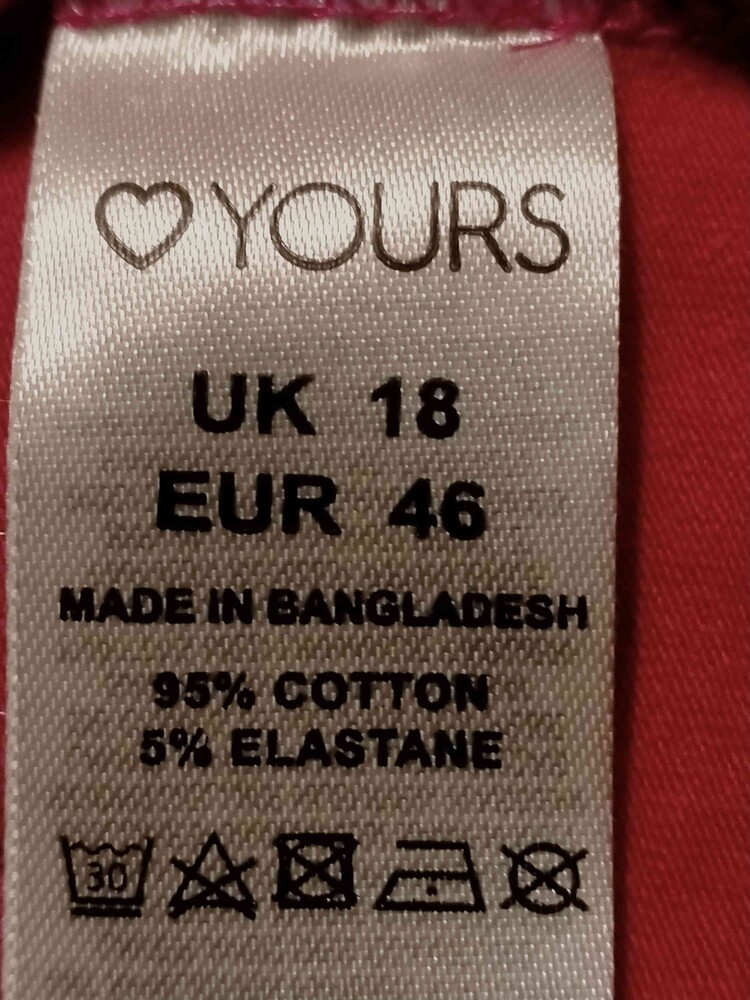 ♡YOURS
UK 18
EUR 46
MADE IN BANGLADESH
95% COTTON
5% ELASTANE
30